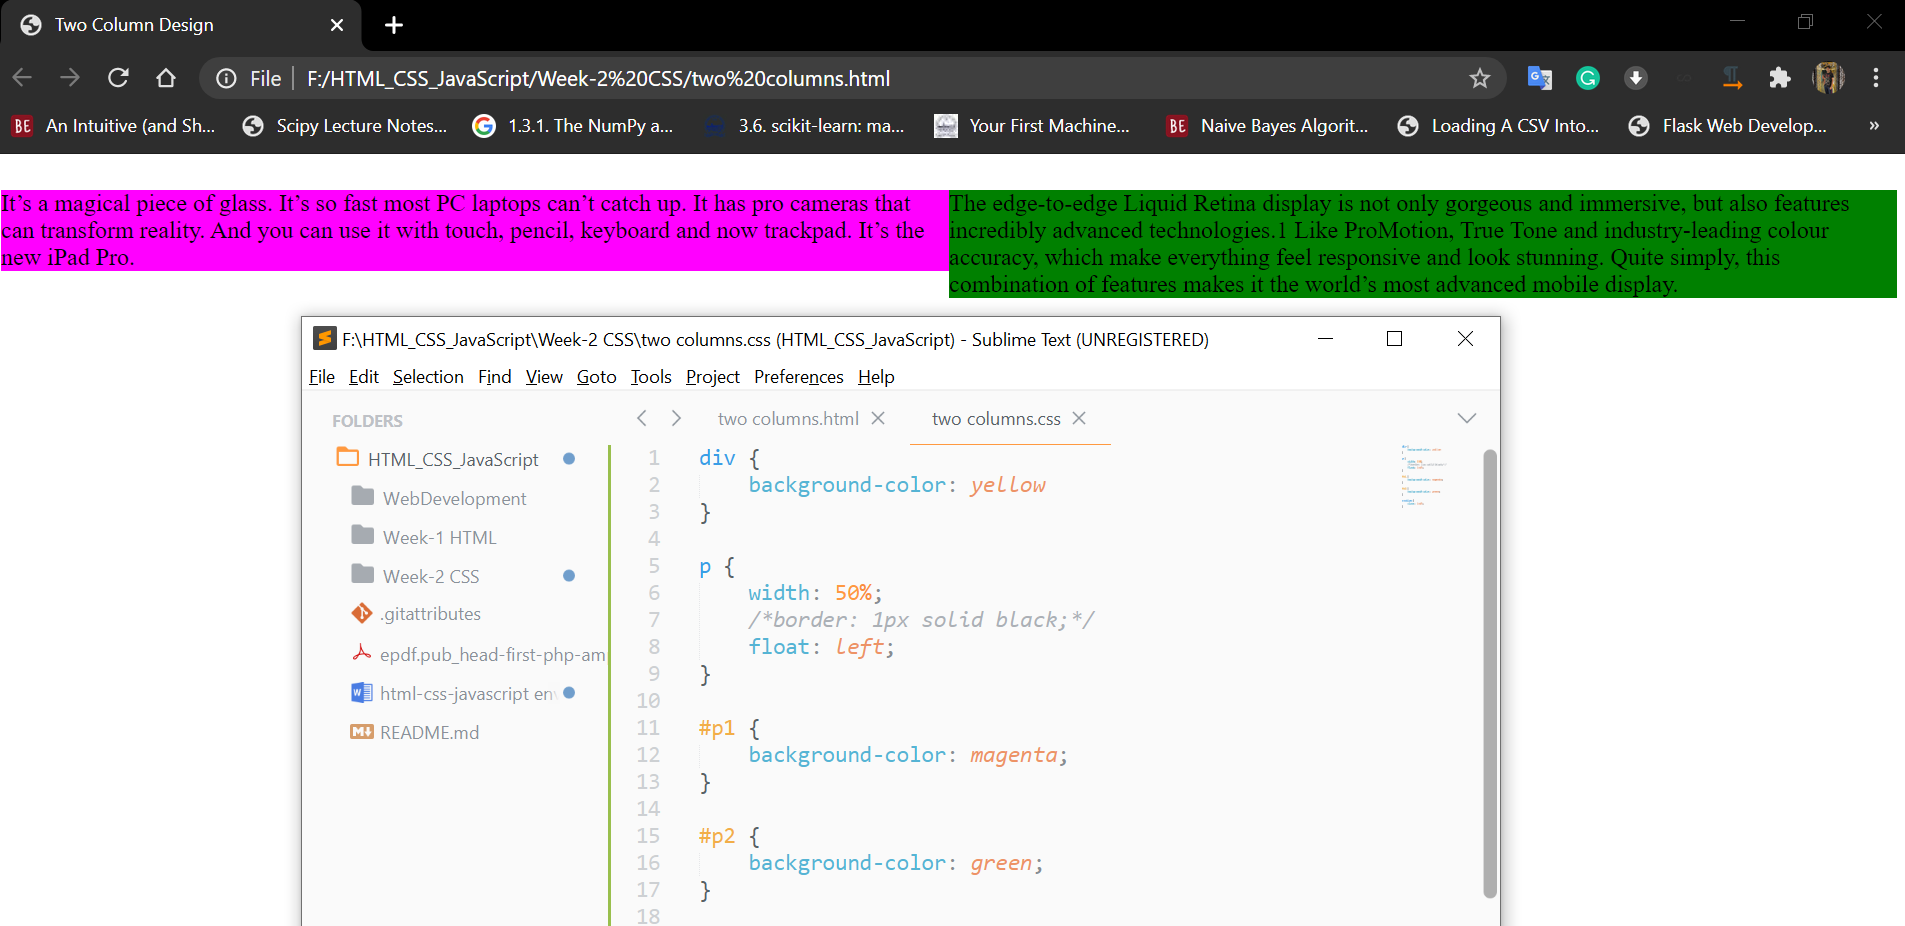 Two Column Design
File F:/HTML_CSS_JavaScript/Week-2%20CSS/two%20columns.html
BE An Intuitive (and Sh... Scipy Lecture Notes... 1.3.1. The NumPy a... 3.6. scikit-learn: ma... Your First Machine... BE Naive Bayes Algorit... Loading A CSV Into... Flask Web Develop... »
It’s a magical piece of glass. It’s so fast most PC laptops can’t catch up. It has pro cameras that
can transform reality. And you can use it with touch, pencil, keyboard and now trackpad. It’s the
new iPad Pro.
The edge-to-edge Liquid Retina display is not only gorgeous and immersive, but also features
incredibly advanced technologies.1 Like ProMotion, True Tone and industry-leading colour
accuracy, which make everything feel responsive and look stunning. Quite simply, this
combination of features makes it the world’s most advanced mobile display.
F:\HTML_CSS_JavaScript\Week-2 CSS\two columns.css (HTML_CSS_JavaScript) - Sublime Text (UNREGISTERED)
File Edit Selection Find View Goto Tools Project Preferences Help
FOLDERS
HTML_CSS_JavaScript
WebDevelopment
Week-1 HTML
Week-2 CSS
.gitattributes
epdf.pub_head-first-php-am
html-css-javascript en
README.md
two columns.html two columns.css
1 div {
2 background-color: yellow
3 }
4
5 p {
6 width: 50%;
7 /*border: 1px solid black;*/
8 float: left;
9 }
10
11 #p1 {
12 background-color: magenta;
13 }
14
15 #p2 {
16 background-color: green;
17 }
18